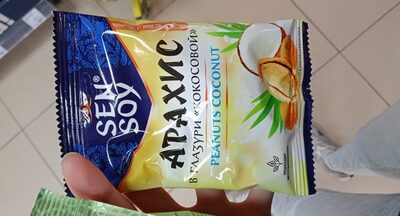 SEN
SOY
®
АРАХИС
В ГЛАЗУРИ «КОКОСОВОЙ»
PEANUTS COCONUT